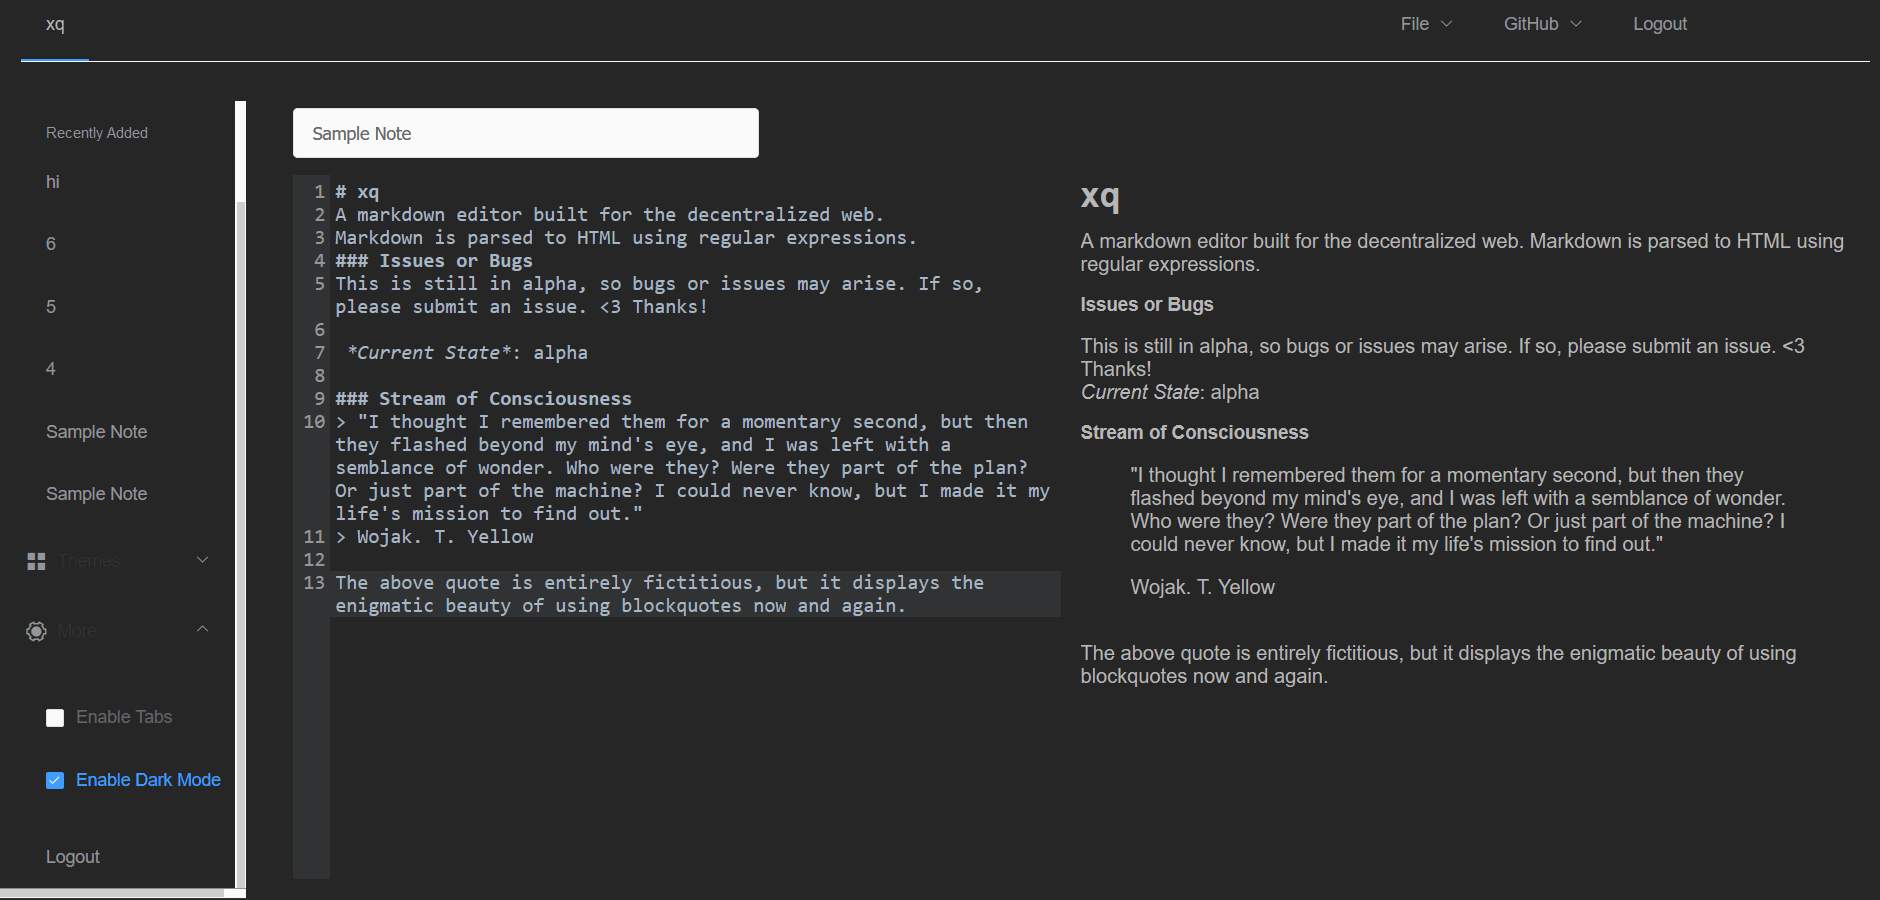 xq
File
GitHub
Logout
Recently Added
hi
6
5
4
Sample Note
Sample Note
Themes
More
Enable Tabs
Enable Dark Mode
Logout
Sample Note
1 # xq
2 A markdown editor built for the decentralized web.
3 Markdown is parsed to HTML using regular expressions.
4 ### Issues or Bugs
5 This is still in alpha, so bugs or issues may arise. If so,
please submit an issue. <3 Thanks!
6
7 *Current State*: alpha
8
9 ### Stream of Consciousness
10 > "I thought I remembered them for a momentary second, but then
they flashed beyond my mind's eye, and I was left with a
semblance of wonder. Who were they? Were they part of the plan?
Or just part of the machine? I could never know, but I made it my
life's mission to find out."
11 > Wojak. T. Yellow
12
13 The above quote is entirely fictitious, but it displays the
enigmatic beauty of using blockquotes now and again.
xq
A markdown editor built for the decentralized web. Markdown is parsed to HTML using
regular expressions.
Issues or Bugs
This is still in alpha, so bugs or issues may arise. If so, please submit an issue. <3
Thanks!
Current State: alpha
Stream of Consciousness
"I thought I remembered them for a momentary second, but then they
flashed beyond my mind's eye, and I was left with a semblance of wonder.
Who were they? Were they part of the plan? Or just part of the machine? I
could never know, but I made it my life's mission to find out."
Wojak. T. Yellow
The above quote is entirely fictitious, but it displays the enigmatic beauty of using
blockquotes now and again.